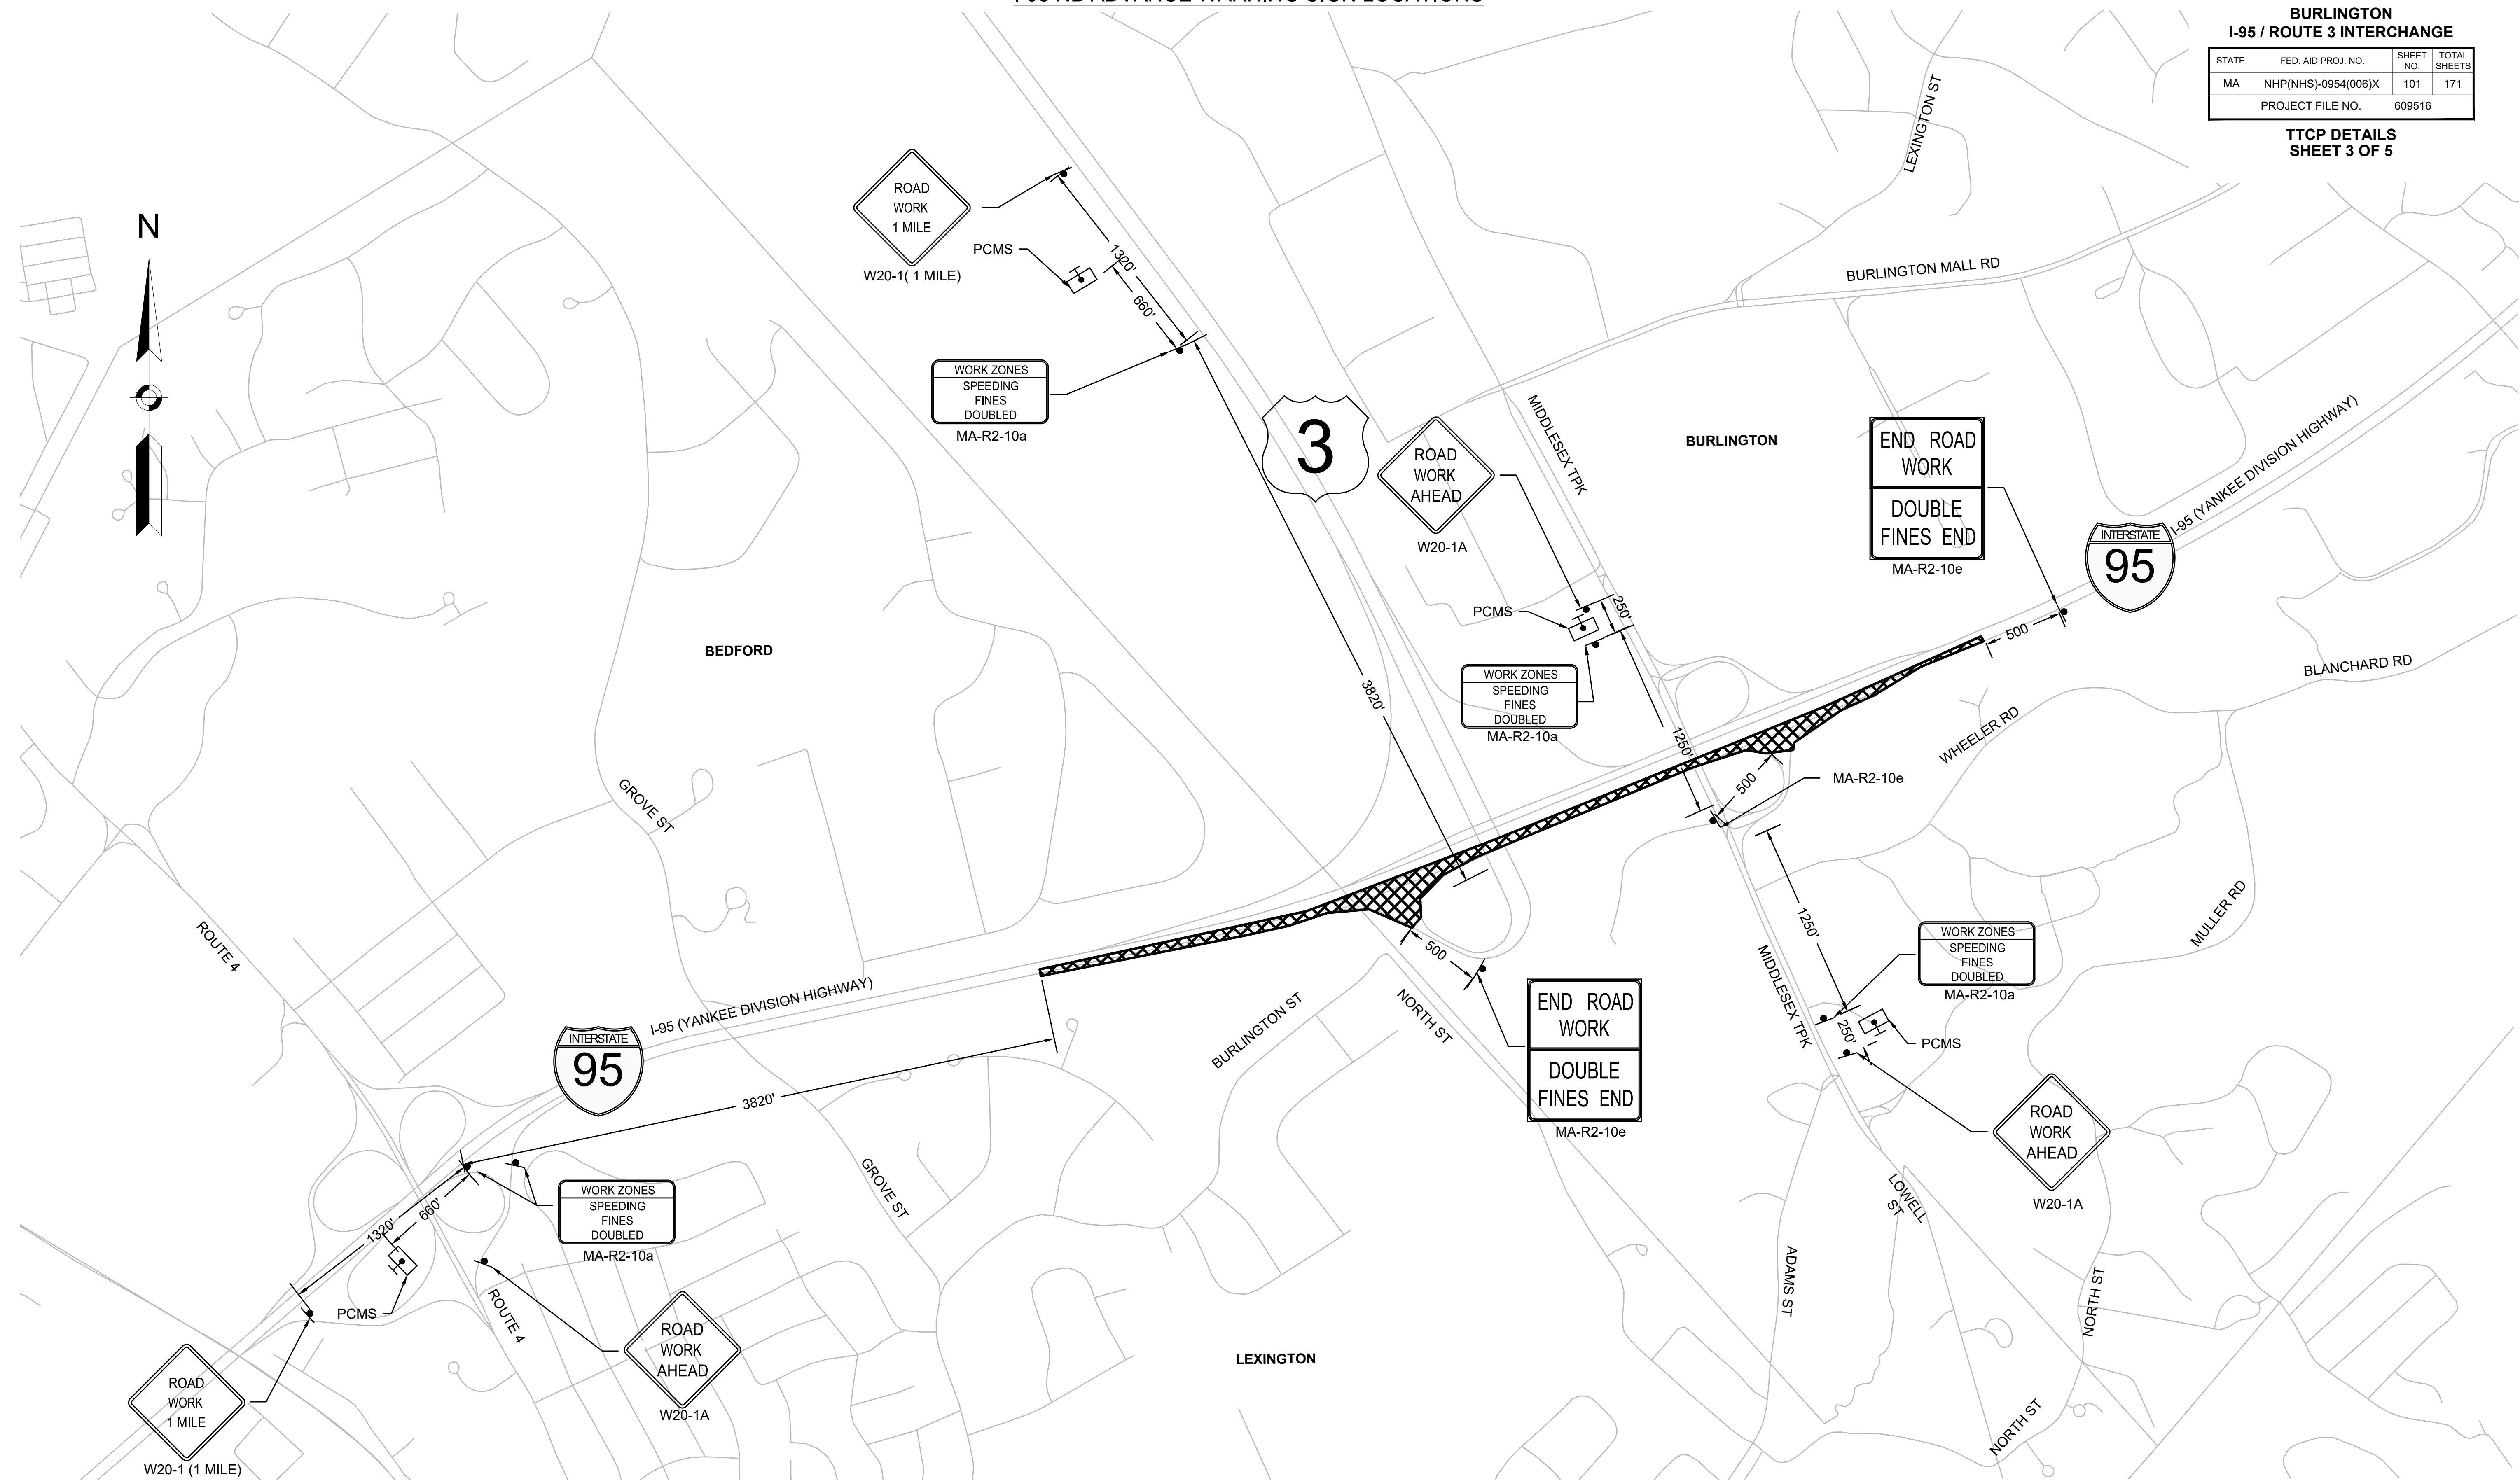 I-95 NB ADVANCE WARNING SIGN LOCATIONS
BURLINGTON
I-95 / ROUTE 3 INTERCHANGE
STATE FED. AID PROJ. NO. SHEET NO. TOTAL SHEETS
MA NHP(NHS)-0954(006)X 101 171
PROJECT FILE NO. 609516
TTCP DETAILS
SHEET 3 OF 5
N
ROAD
WORK
1 MILE
W20-1( 1 MILE)
PCMS
1320'
660'
WORK ZONES
SPEEDING
FINES
DOUBLED
MA-R2-10a
3
3820'
LEXINGTON ST
BURLINGTON MALL RD
MIDDLESEX TPK
BURLINGTON
ROAD
WORK
AHEAD
W20-1A
PCMS
250'
WORK ZONES
SPEEDING
FINES
DOUBLED
MA-R2-10a
1250'
END ROAD
WORK
DOUBLE
FINES END
MA-R2-10e
I-95 (YANKEE DIVISION HIGHWAY)
INTERSTATE
95
500
BLANCHARD RD
WHEELER RD
MA-R2-10e
500
BEDFORD
GROVE ST
ROUTE 4
I-95 (YANKEE DIVISION HIGHWAY)
INTERSTATE
95
3820'
500
BURLINGTON ST
NORTH ST
END ROAD
WORK
DOUBLE
FINES END
MA-R2-10e
1250'
MIDDLESEX TPK
MULLER RD
WORK ZONES
SPEEDING
FINES
DOUBLED
MA-R2-10a
250'
PCMS
ROAD
WORK
AHEAD
W20-1A
LOWELL
ST
ADAMS ST
NORTH ST
NORTH ST
GROVE ST
WORK ZONES
SPEEDING
FINES
DOUBLED
MA-R2-10a
660'
1320'
PCMS
ROUTE 4
ROAD
WORK
AHEAD
W20-1A
LEXINGTON
ROAD
WORK
1 MILE
W20-1 (1 MILE)